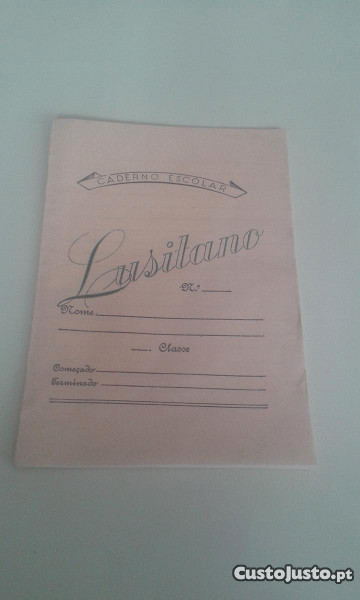 CADERNO ESCOLAR
Lusitano
N.º
Nome
. Classe
Começado
Terminado
CustoJusto.pt